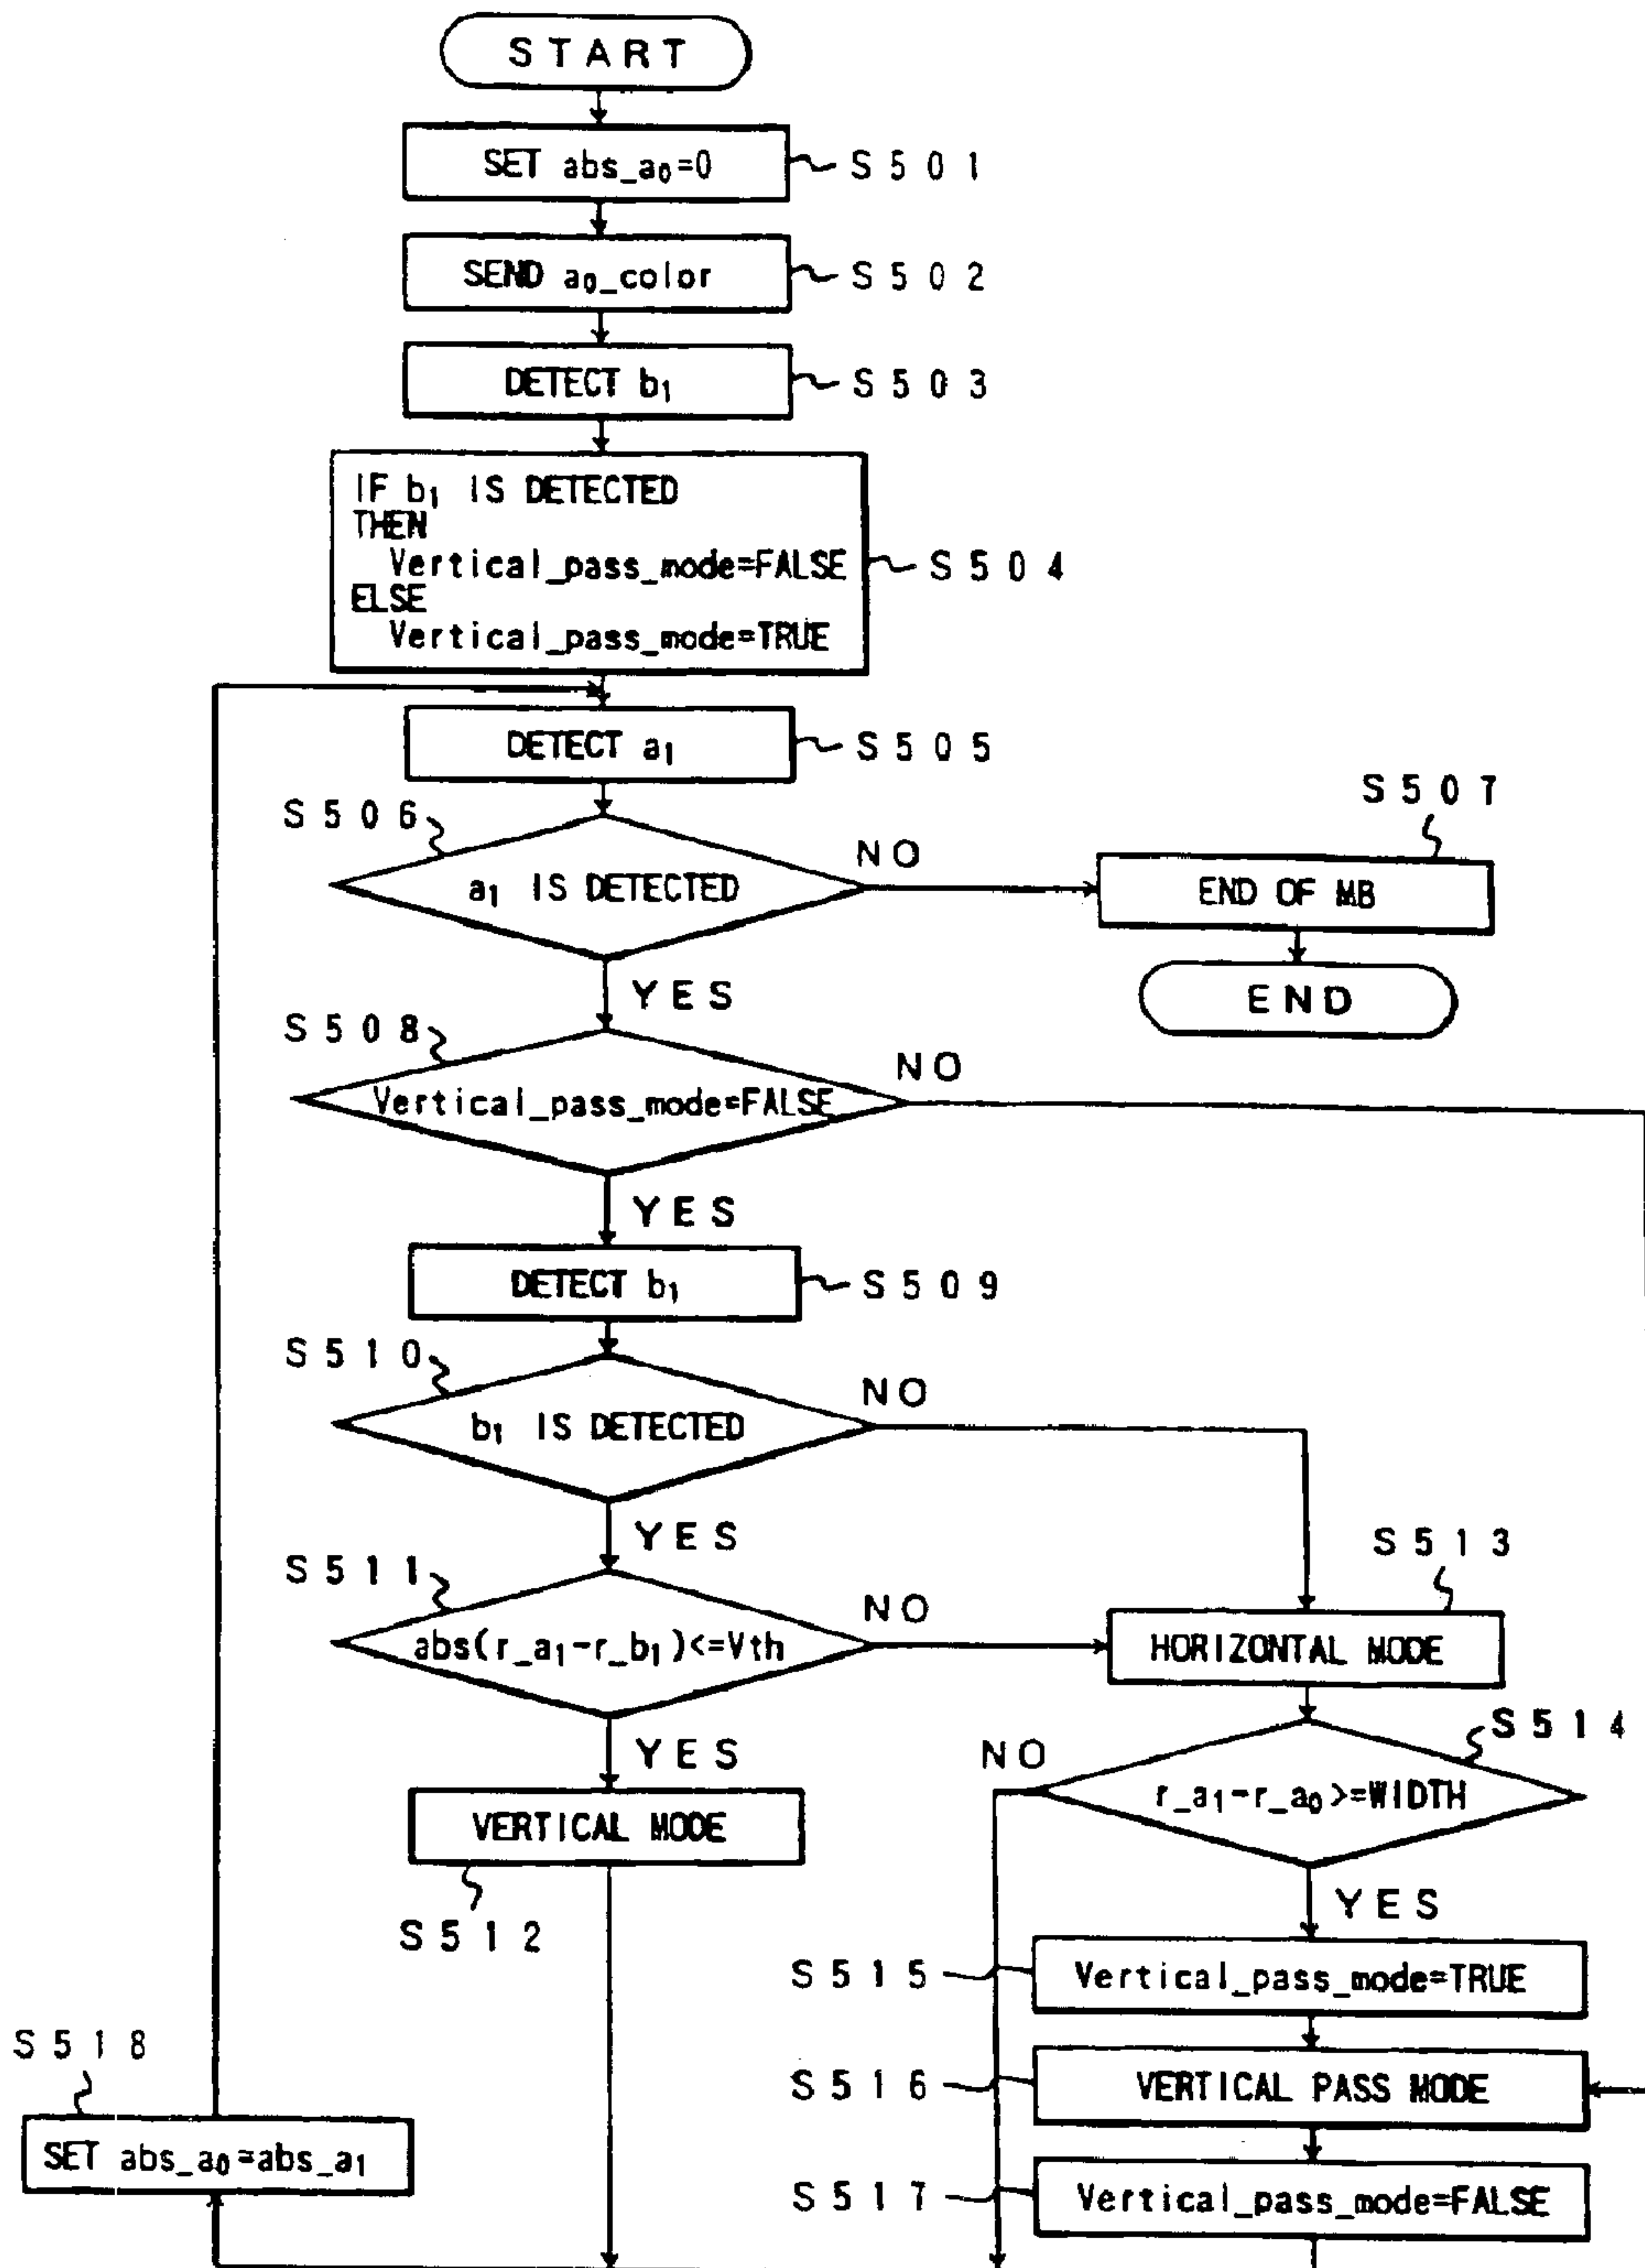 START
SET abs_a₀=0
S501
SEND a₀_color
S502
DETECT b₁
S503
IF b₁ IS DETECTED
THEN
Vertical_pass_mode=FALSE
ELSE
Vertical_pass_mode=TRUE
S504
DETECT a₁
S505
S506
a₁ IS DETECTED
NO
S507
END OF MB
END
YES
S508
Vertical_pass_mode=FALSE
NO
YES
DETECT b₁
S509
S510
b₁ IS DETECTED
NO
YES
S511
abs(r_a₁-r_b₁)<=Vth
NO
S513
HORIZONTAL MODE
YES
VERTICAL MODE
S512
S514
NO
r_a₁-r_a₀>=WIDTH
YES
S515
Vertical_pass_mode=TRUE
S516
VERTICAL PASS MODE
S517
Vertical_pass_mode=FALSE
S518
SET abs_a₀=abs_a₁